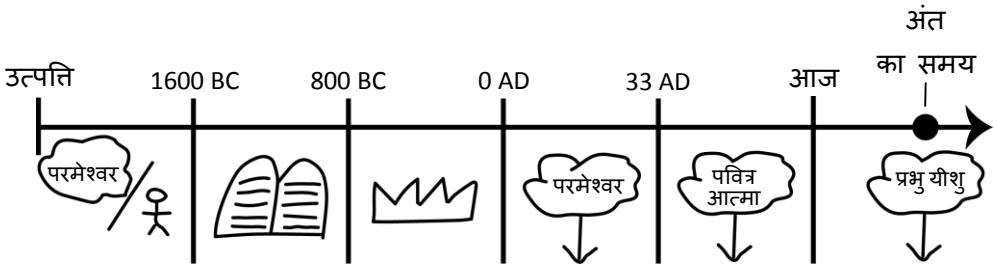 अंत
का समय
उत्पत्ति 1600 BC 800 BC 0 AD 33 AD आज
परमेश्वर
परमेश्वर
पवित्र
आत्मा
प्रभु यीशु